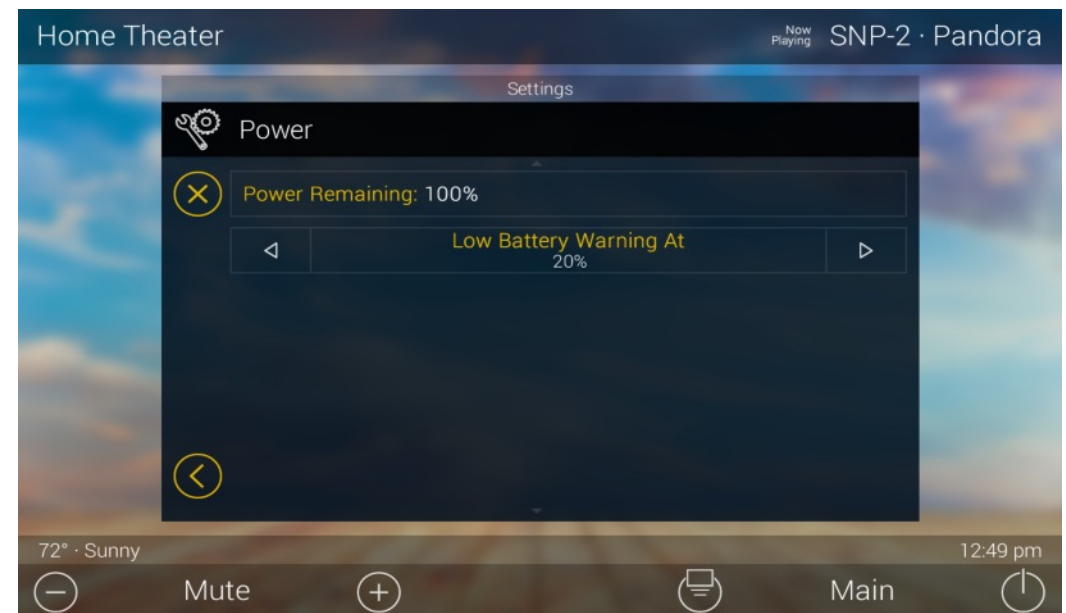 Home Theater
Now Playing SNP-2 · Pandora
Settings
Power
Power Remaining: 100%
Low Battery Warning At
20%
72° · Sunny
12:49 pm
Mute
Main